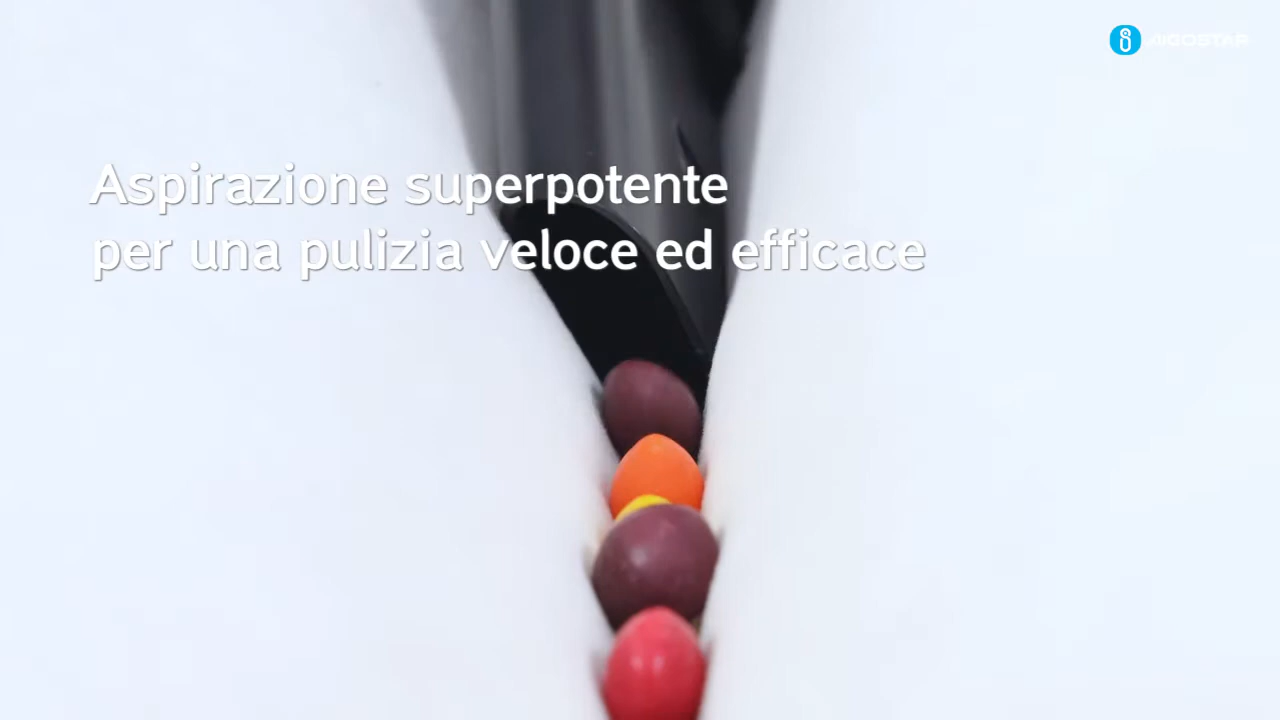 AIGOSTAR
Aspirazione superpotente
per una pulizia veloce ed efficace